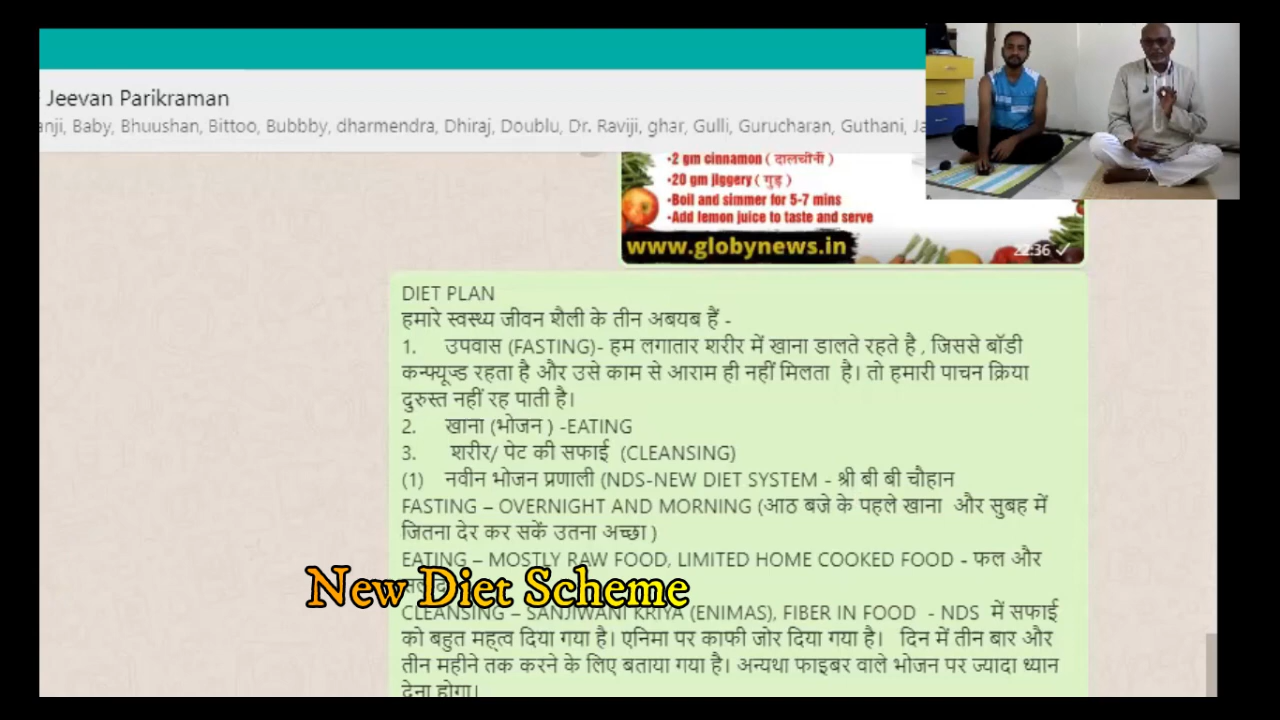 Jeevan Parikraman
anji, Baby, Bhuushan, Bittoo, Bubbby, dharmendra, Dhiraj, Doublu, Dr. Raviji, ghar, Gulli, Gurucharan, Guthani, Ja
•2 gm cinnamon ( दालचीनी )
•20 gm jiggery ( गुड़ )
•Boil and simmer for 5-7 mins
•Add lemon juice to taste and serve
www.globynews.in
22:36
DIET PLAN
हमारे स्वस्थ्य जीवन शैली के तीन अबयब हैं -
1. उपवास (FASTING)- हम लगातार शरीर में खाना डालते रहते है , जिससे बॉडी
कन्फ्यूज्ड रहता है और उसे काम से आराम ही नहीं मिलता है। तो हमारी पाचन क्रिया
दुरुस्त नहीं रह पाती है।
2. खाना (भोजन ) -EATING
3. शरीर/ पेट की सफाई (CLEANSING)
(1) नवीन भोजन प्रणाली (NDS-NEW DIET SYSTEM - श्री बी बी चौहान
FASTING – OVERNIGHT AND MORNING (आठ बजे के पहले खाना और सुबह में
जितना देर कर सकें उतना अच्छा )
EATING – MOSTLY RAW FOOD, LIMITED HOME COOKED FOOD - फल और
New Diet Scheme
CLEANSING – SANJIWANI KRIYA (ENIMAS), FIBER IN FOOD - NDS में सफाई
को बहुत महत्व दिया गया है। एनिमा पर काफी जोर दिया गया है। दिन में तीन बार और
तीन महीने तक करने के लिए बताया गया है। अन्यथा फाइबर वाले भोजन पर ज्यादा ध्यान
देना होगा।